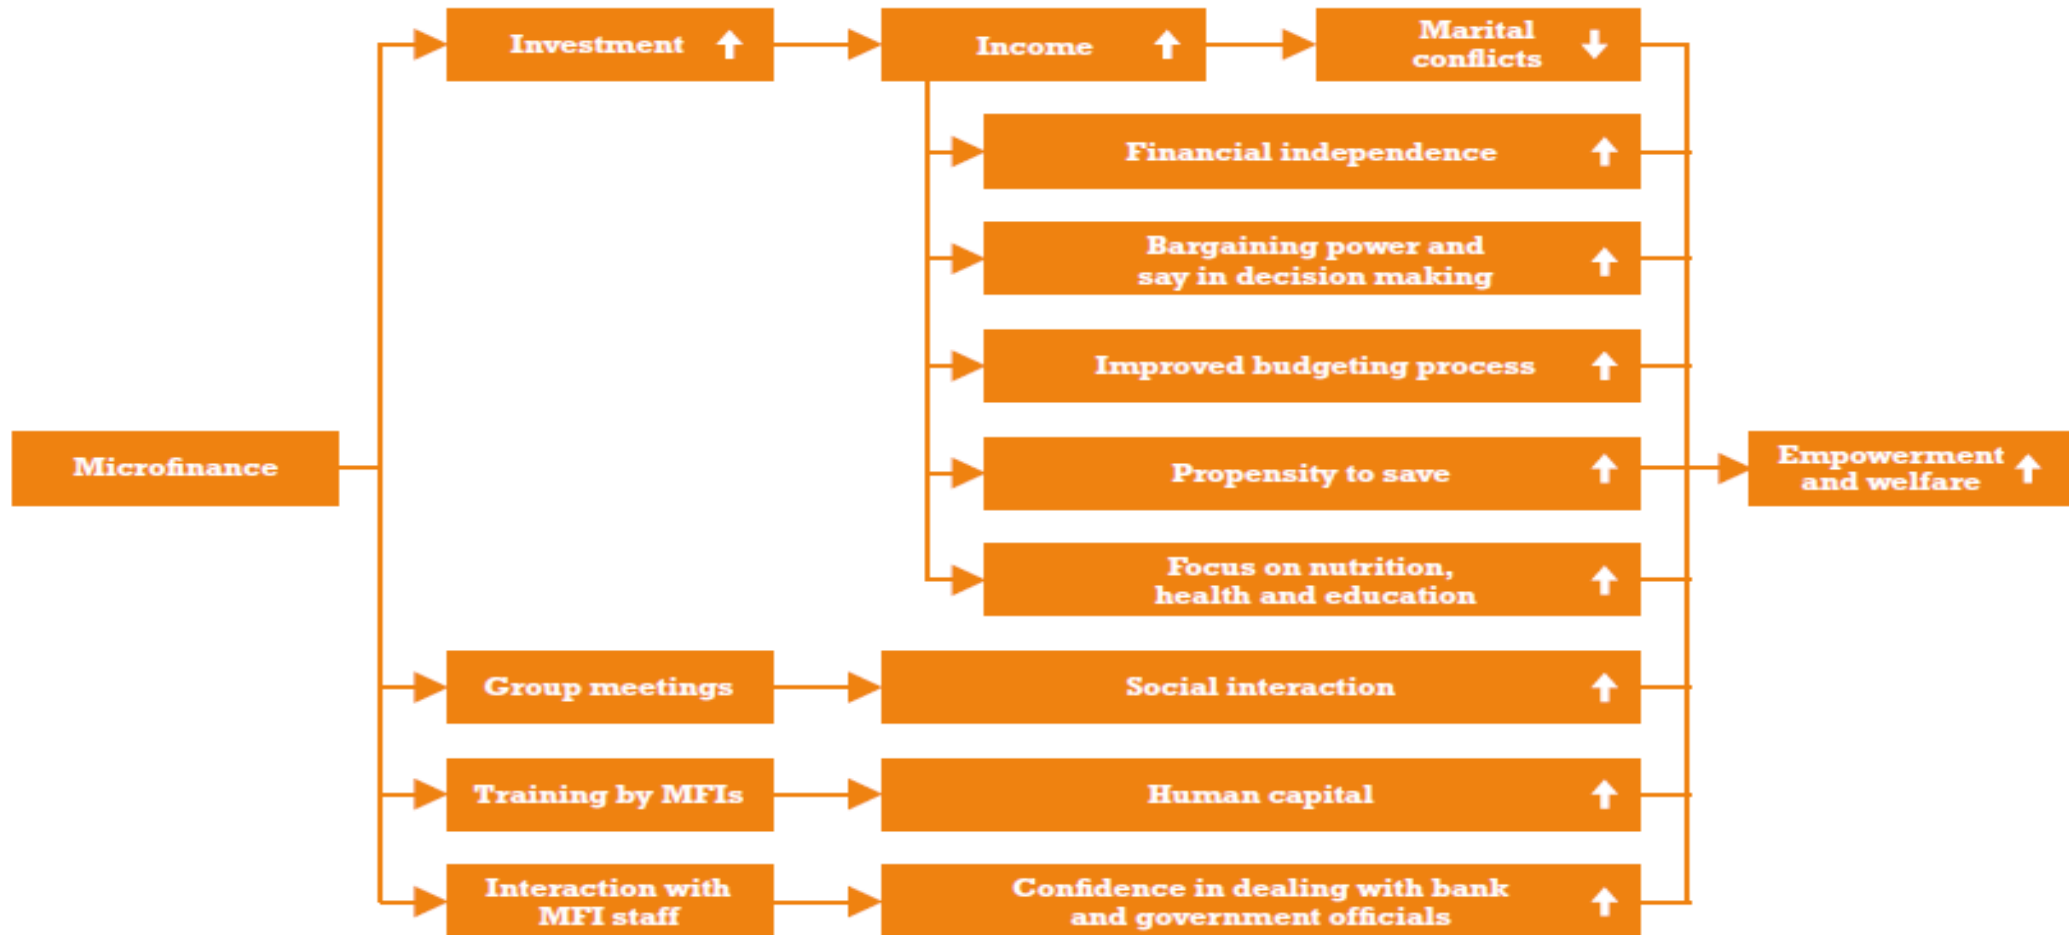 Investment
Income
Marital
conflicts
Financial independence
Bargaining power and
say in decision making
Improved budgeting process
Microfinance
Propensity to save
Empowerment
and welfare
Focus on nutrition,
health and education
Group meetings
Social interaction
Training by MFIs
Human capital
Interaction with
MFI staff
Confidence in dealing with bank
and government officials